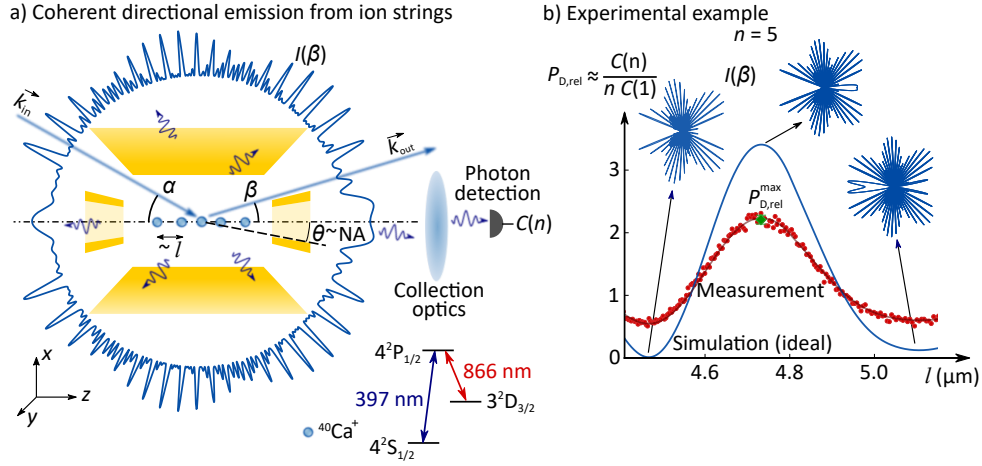 a) Coherent directional emission from ion strings
I(β)
k_in
k_out
α
β
θ~NA
~ l
Photon
detection
C(n)
Collection
optics
x
z
y
⁴⁰Ca⁺
4²P₁/₂
866 nm
397 nm
3²D₃/₂
4²S₁/₂
b) Experimental example
n = 5
P_D,rel ≈ C(n) / n C(1)
I(β)
3
2
1
0
P_D,rel^max
Measurement
Simulation (ideal)
4.6
4.8
5.0
l (μm)